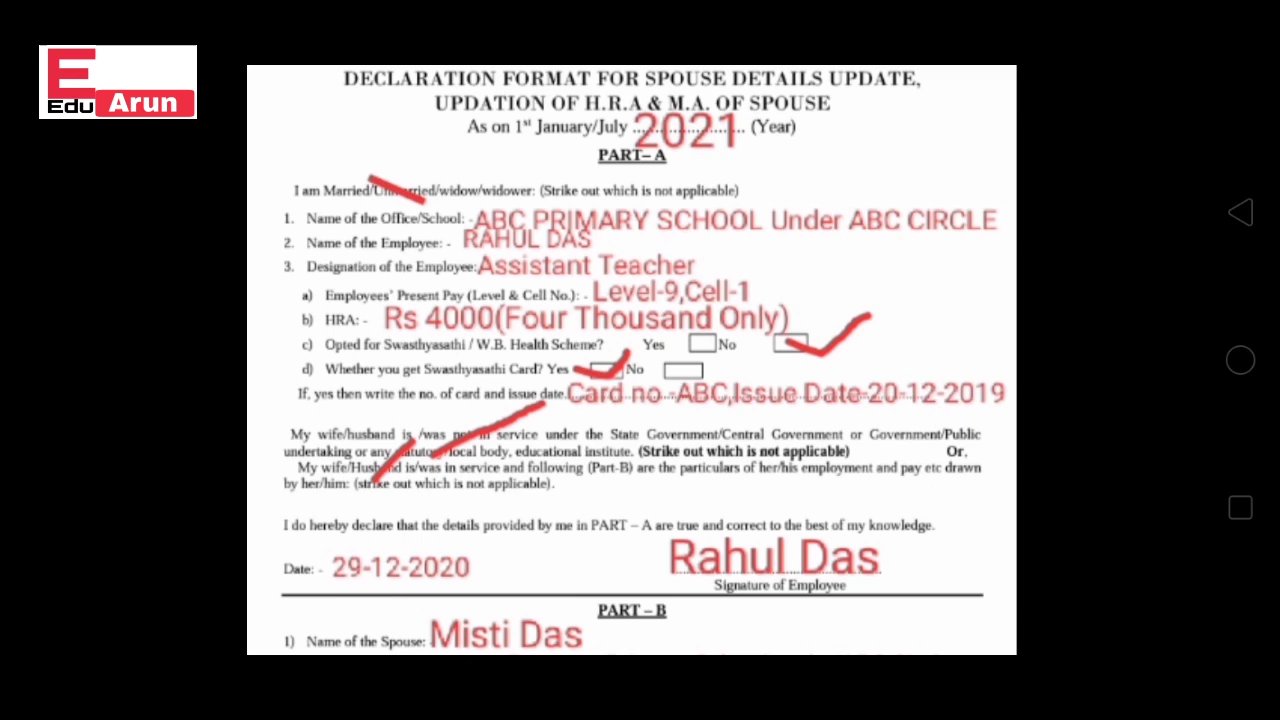 E
Edu Arun
DECLARATION FORMAT FOR SPOUSE DETAILS UPDATE,
UPDATION OF H.R.A & M.A. OF SPOUSE
As on 1st January/July ....2021.... (Year)
PART– A
I am Married/Unmarried/widow/widower: (Strike out which is not applicable)
1. Name of the Office/School: - ABC PRIMARY SCHOOL Under ABC CIRCLE
2. Name of the Employee: - RAHUL DAS
3. Designation of the Employee: Assistant Teacher
a) Employees' Present Pay (Level & Cell No.): - Level-9,Cell-1
b) HRA: - Rs 4000(Four Thousand Only)
c) Opted for Swasthyasathi / W.B. Health Scheme? Yes No
d) Whether you get Swasthyasathi Card? Yes No
If, yes then write the no. of card and issue date. Card no -ABC,Issue Date-20-12-2019
My wife/husband is /was not in service under the State Government/Central Government or Government/Public
undertaking or any statutory/local body, educational institute. (Strike out which is not applicable) Or,
My wife/Husband is/was in service and following (Part-B) are the particulars of her/his employment and pay etc drawn
by her/him: (strike out which is not applicable).
I do hereby declare that the details provided by me in PART – A are true and correct to the best of my knowledge.
Date: - 29-12-2020 Rahul Das
Signature of Employee
PART – B
1) Name of the Spouse: Misti Das